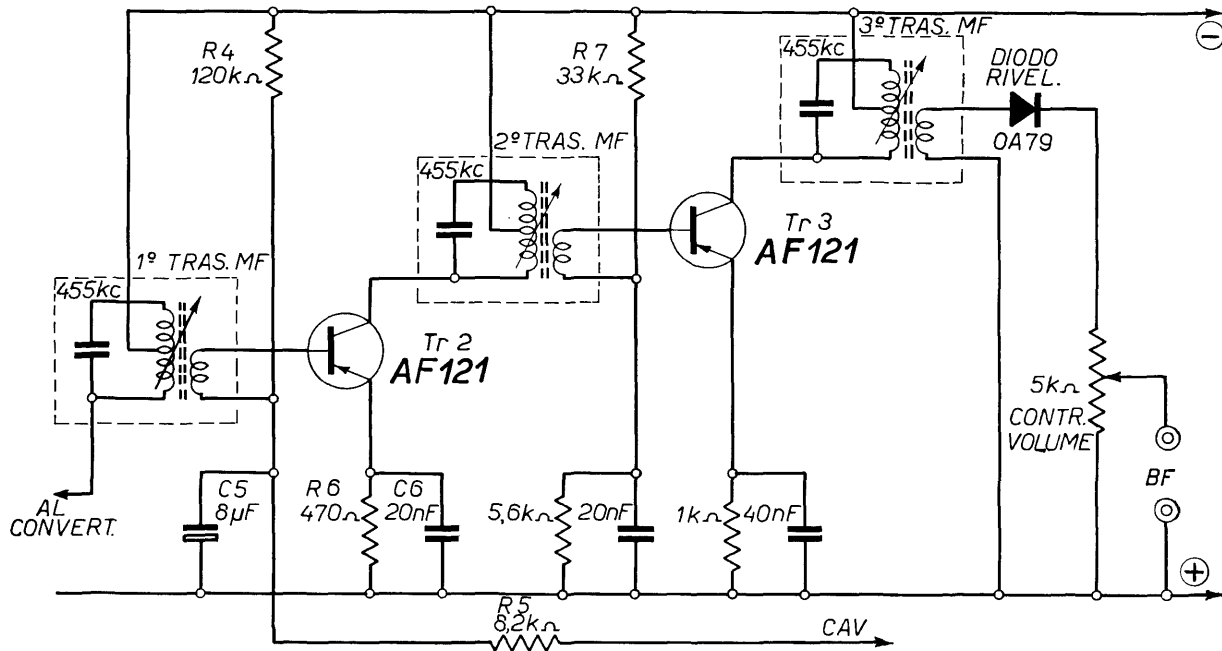 R4
120kΩ
R7
33kΩ
3º TRAS. MF
455kc
DIODO
RIVEL.
OA79
⊖
2º TRAS. MF
455kc
Tr 3
AF121
1º TRAS. MF
455kc
Tr 2
AF121
5kΩ
CONTR.
VOLUME
AL
CONVERT.
C5
8µF
R6
470Ω
C6
20nF
5,6kΩ
20nF
1kΩ
40nF
BF
⊕
R5
8,2kΩ
CAV